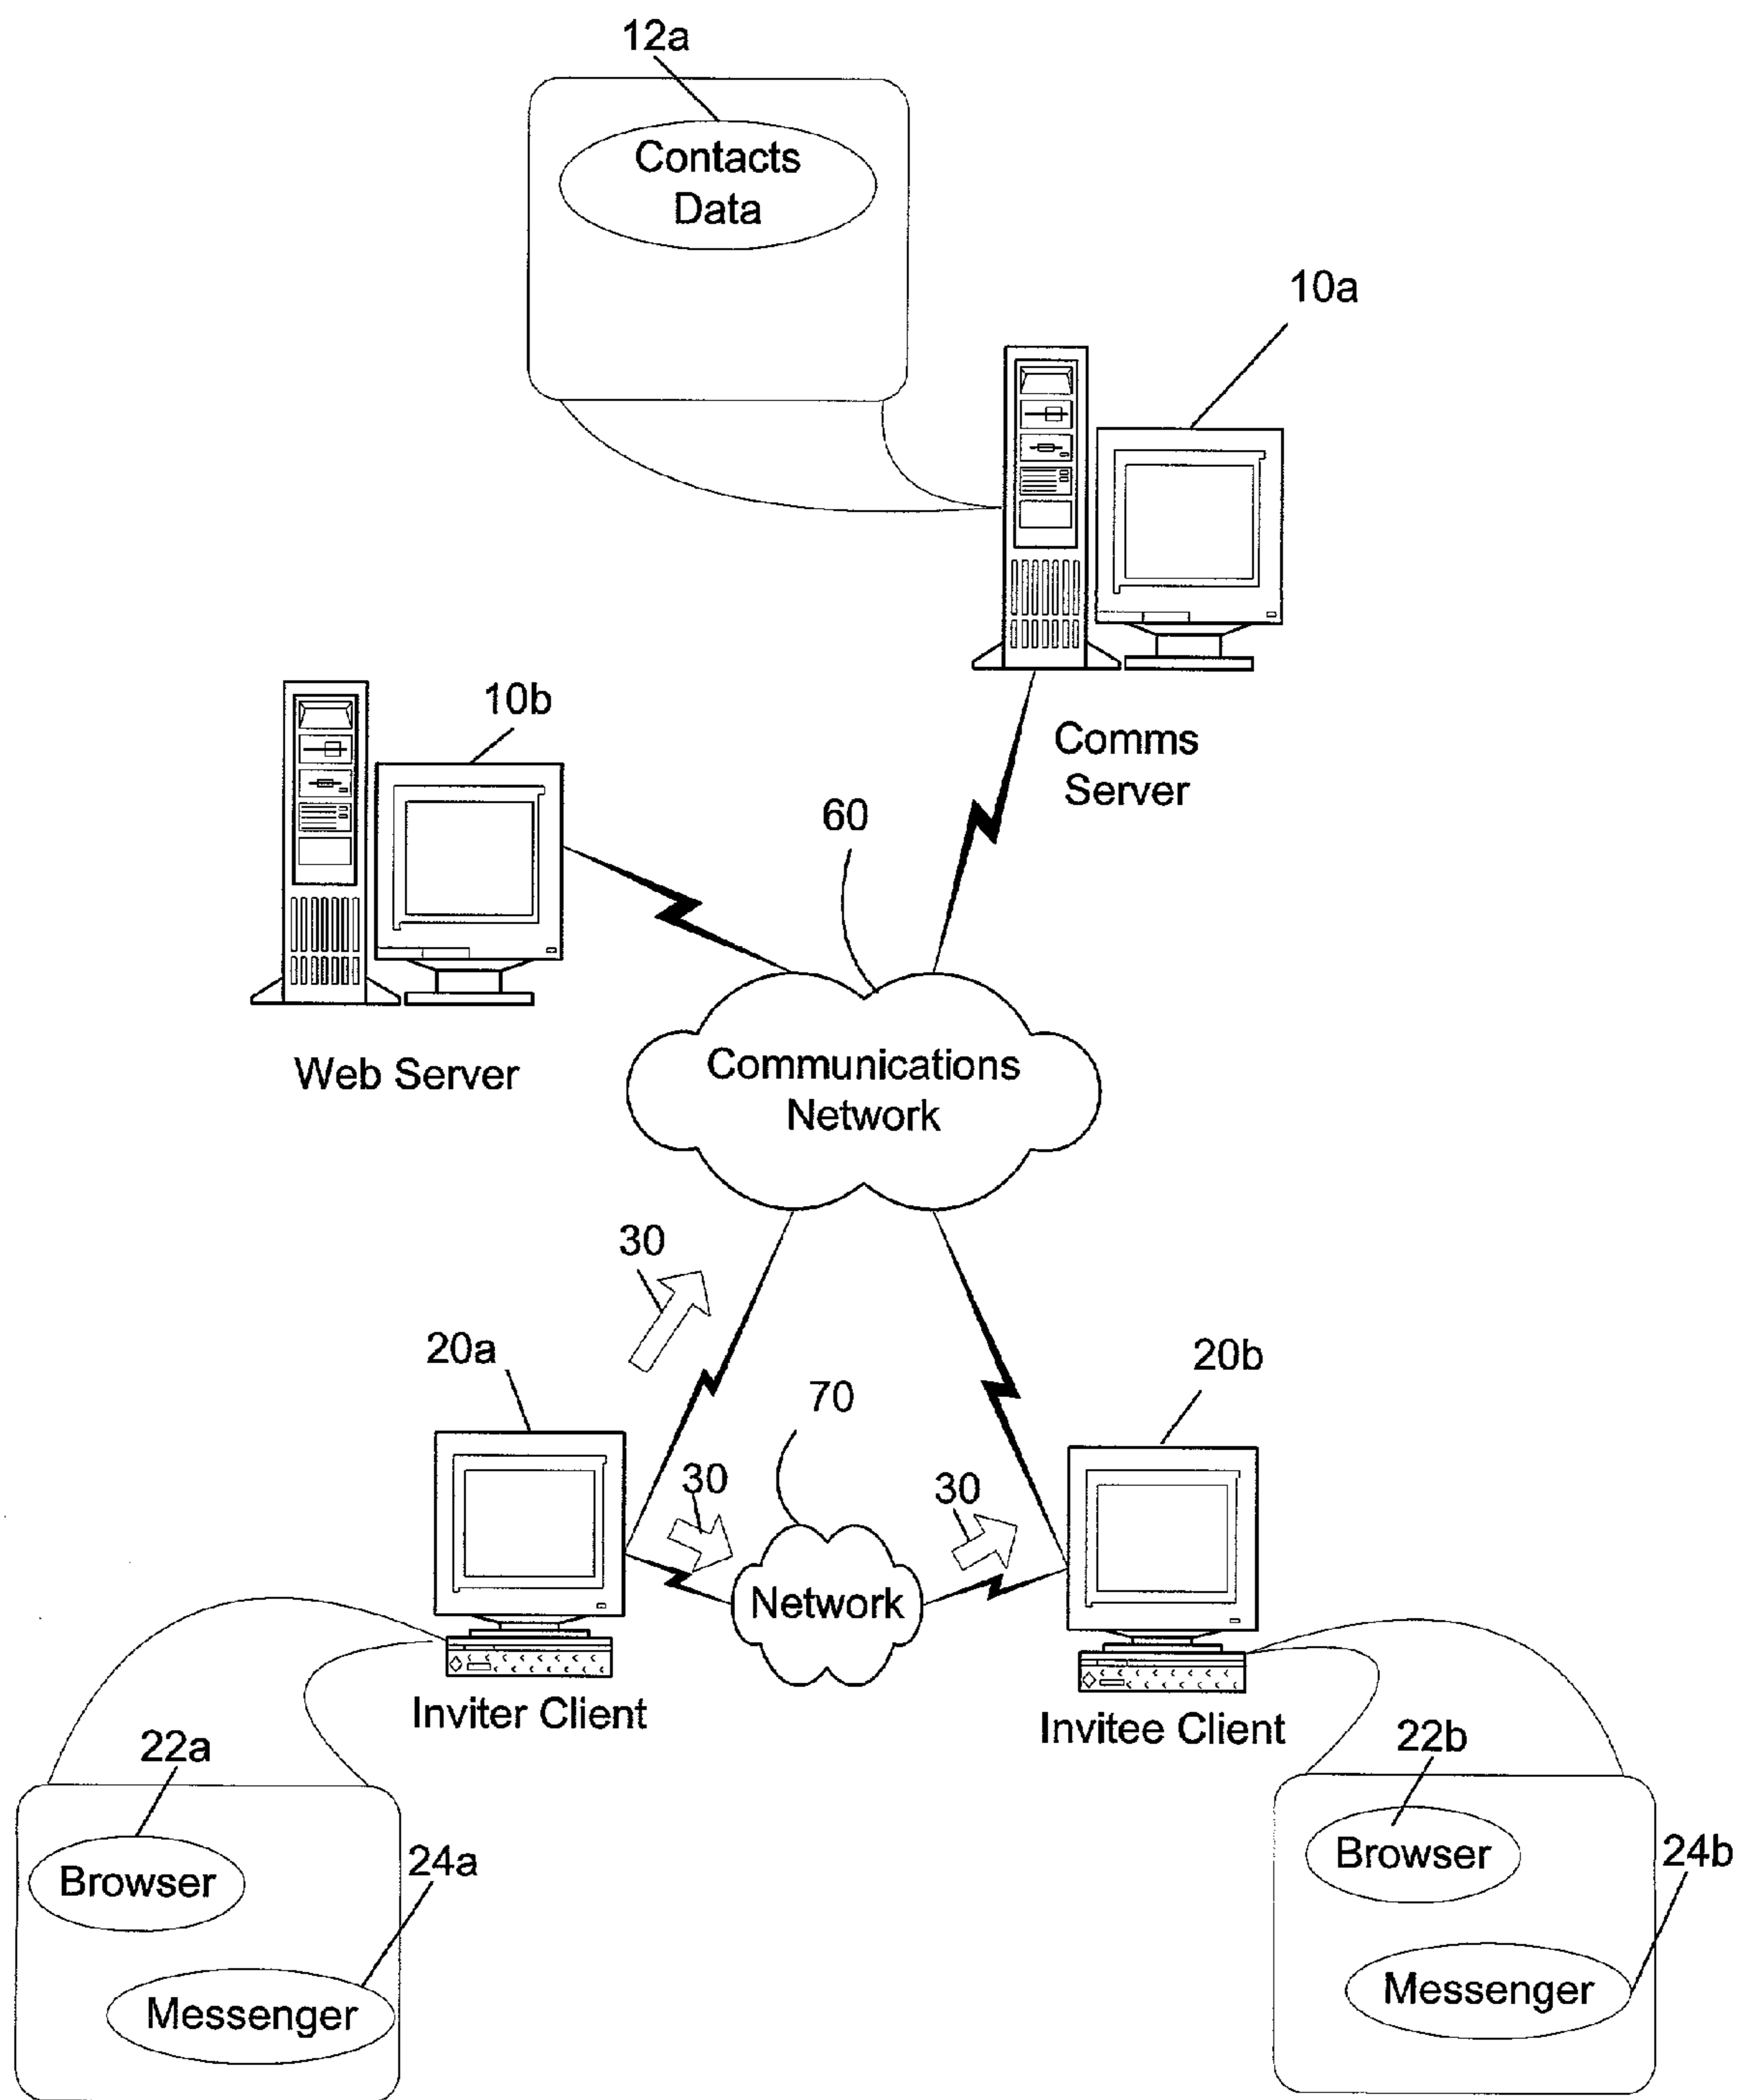 12a
Contacts
Data
10a
10b
Comms
Server
60
Web Server
Communications
Network
30
20a
20b
70
30
30
Network
Inviter Client
Invitee Client
22a
22b
Browser
24a
Browser
24b
Messenger
Messenger